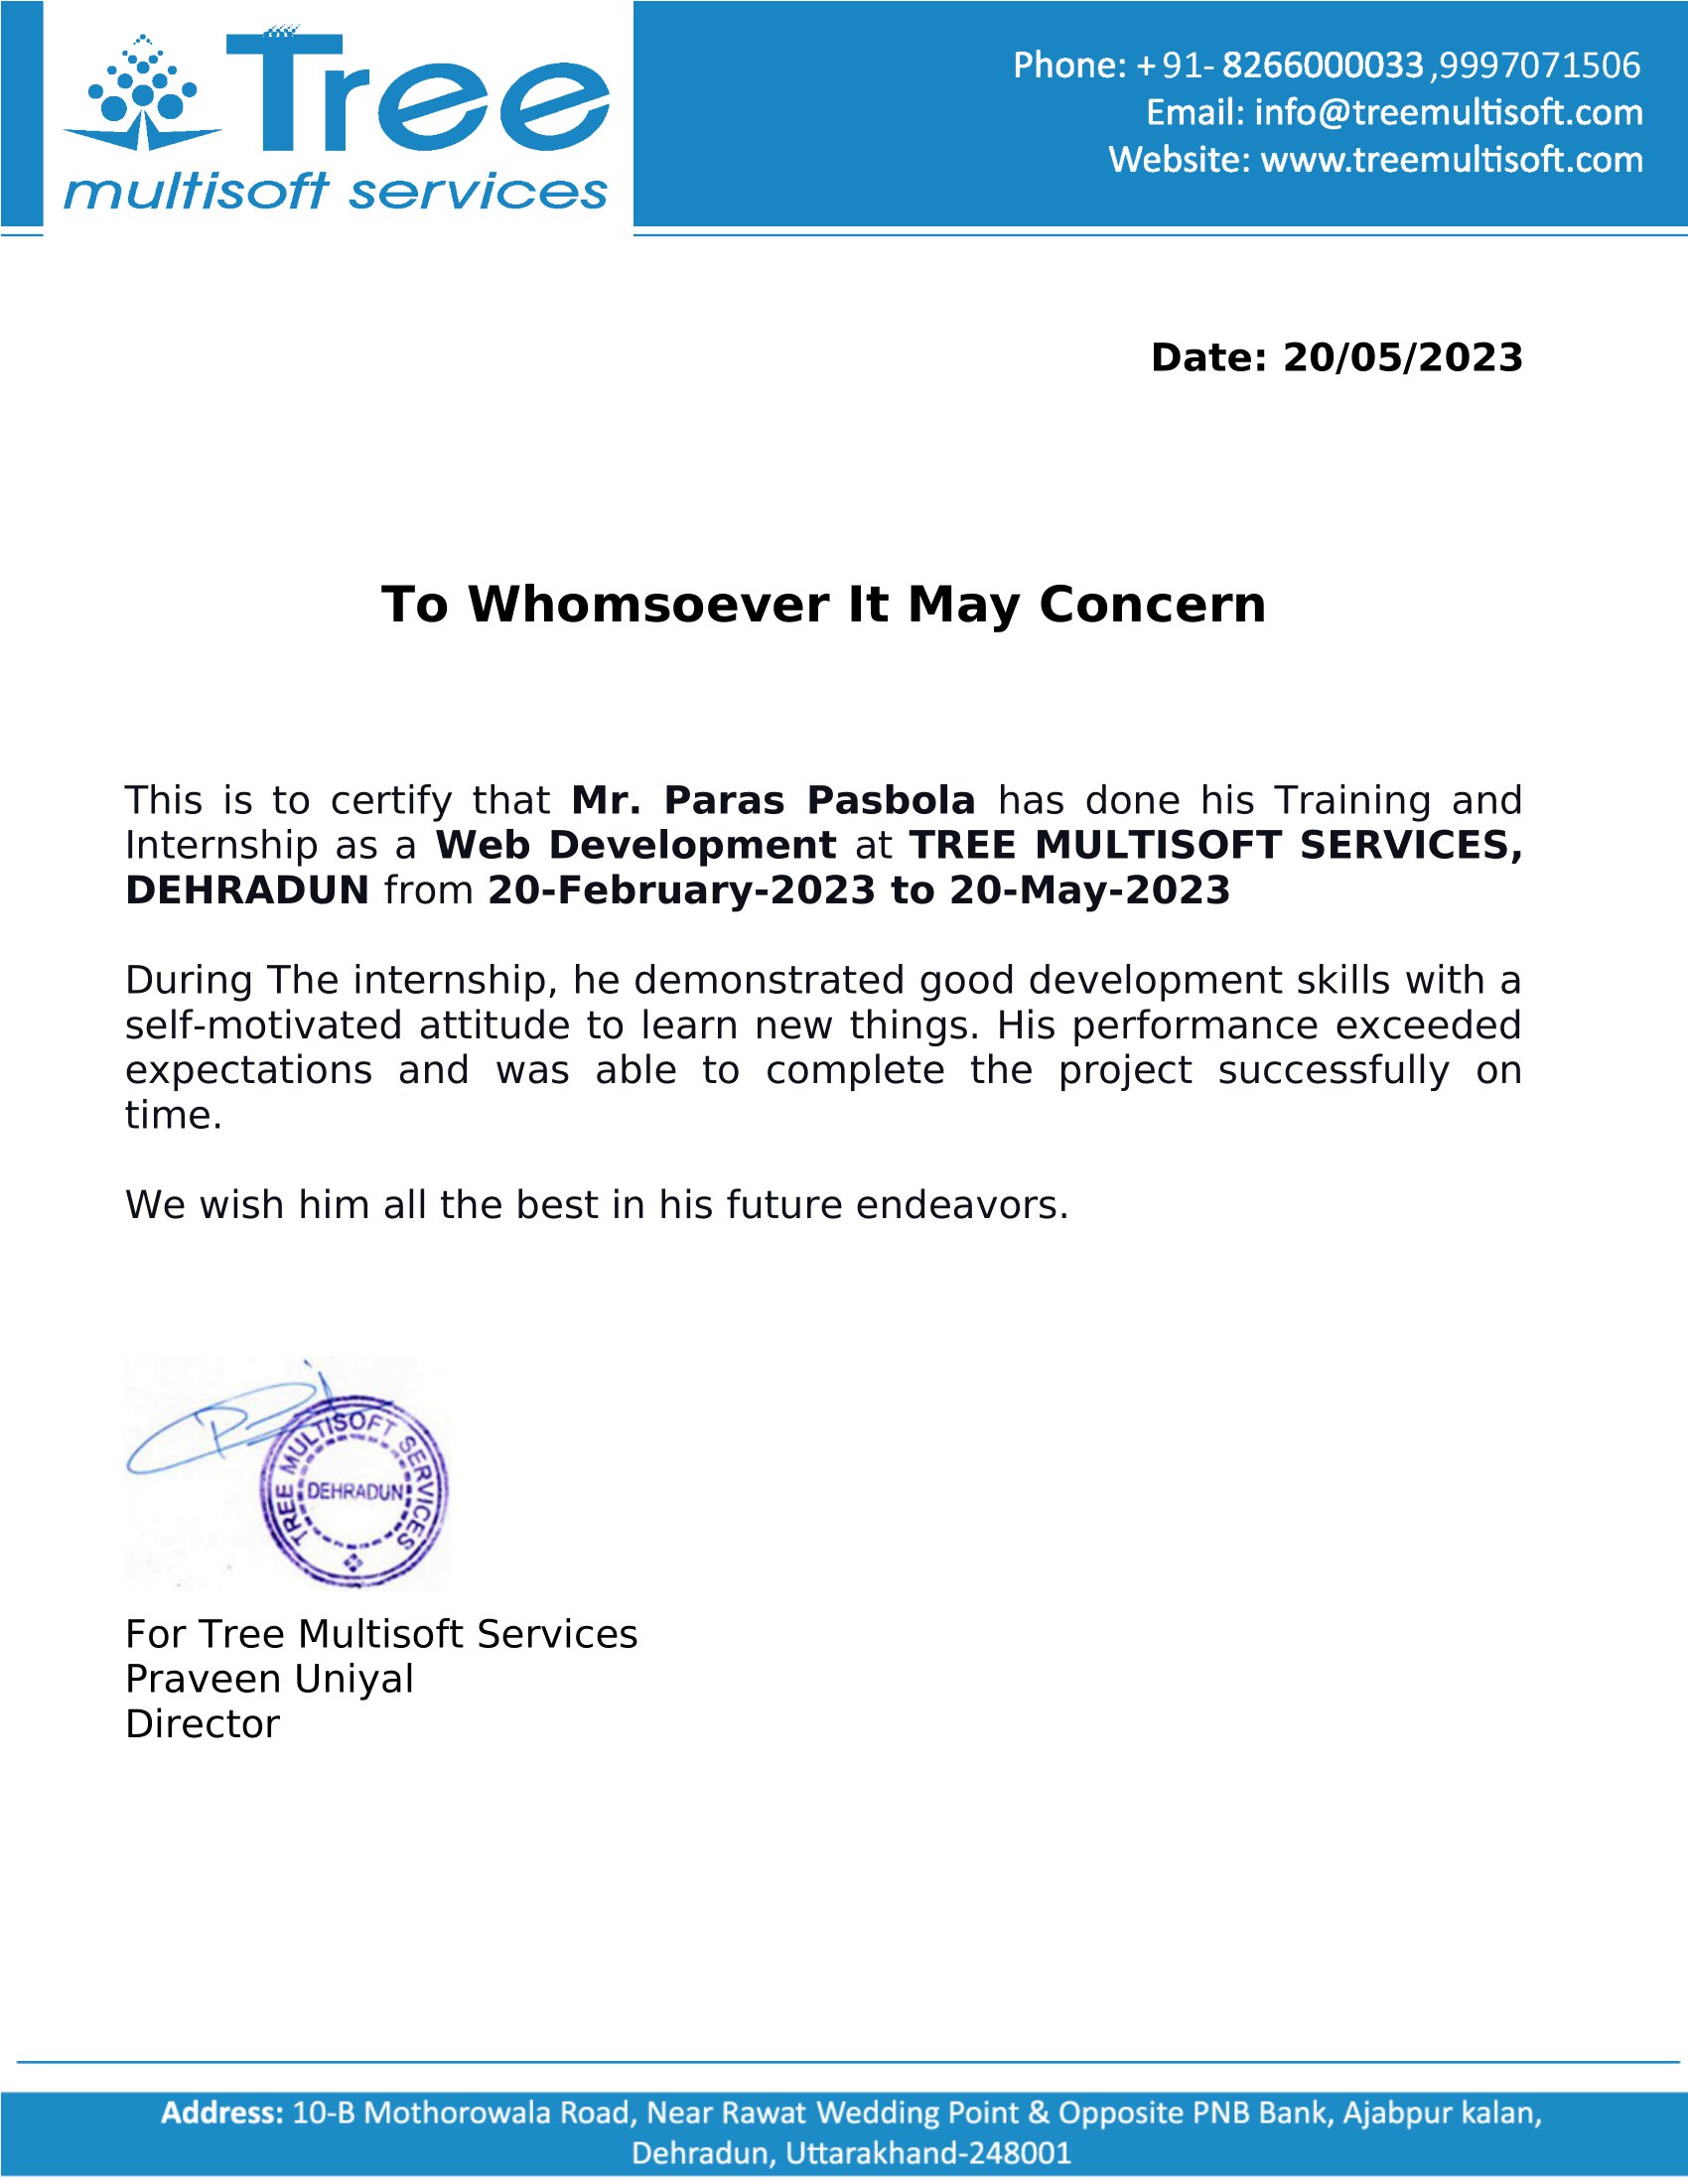 Tree
multisoft services
Phone: +91- 8266000033,9997071506
Email: info@treemultisoft.com
Website: www.treemultisoft.com
Date: 20/05/2023
To Whomsoever It May Concern
This is to certify that Mr. Paras Pasbola has done his Training and
Internship as a Web Development at TREE MULTISOFT SERVICES,
DEHRADUN from 20-February-2023 to 20-May-2023
During The internship, he demonstrated good development skills with a
self-motivated attitude to learn new things. His performance exceeded
expectations and was able to complete the project successfully on
time.
We wish him all the best in his future endeavors.
TREE MULTISOFT SERVICES
DEHRADUN
For Tree Multisoft Services
Praveen Uniyal
Director
Address: 10-B Mothorowala Road, Near Rawat Wedding Point & Opposite PNB Bank, Ajabpur kalan,
Dehradun, Uttarakhand-248001